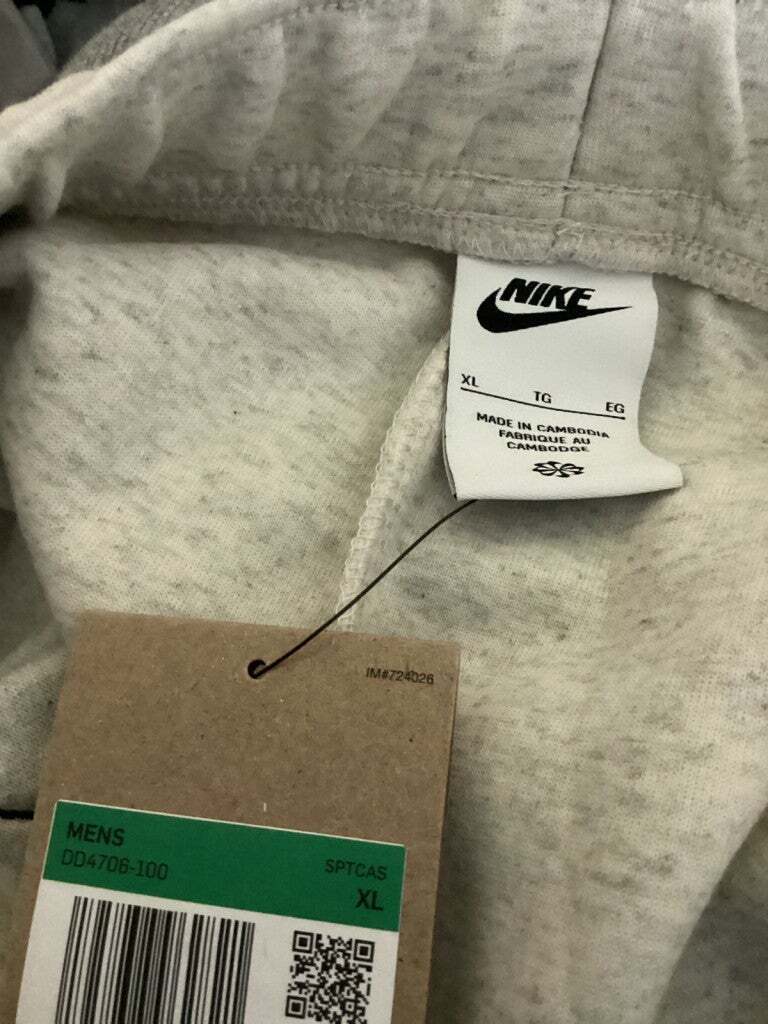 NIKE
XL TG EG
MADE IN CAMBODIA
FABRIQUE AU
CAMBODGE
IM#724026
MENS
DD4706-100
SPTCAS
XL